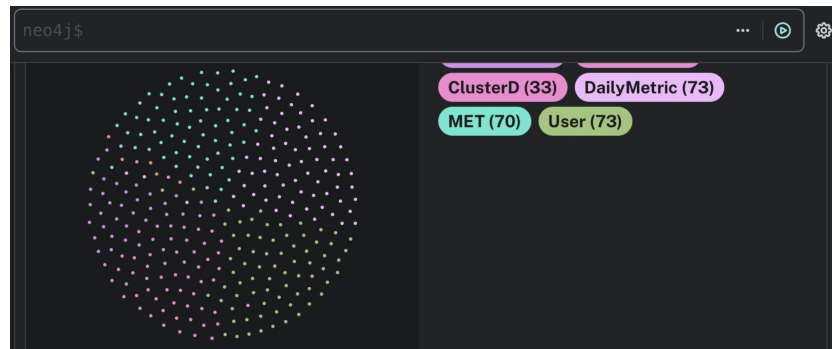 neo4j$
ClusterD (33) DailyMetric (73)
MET (70) User (73)